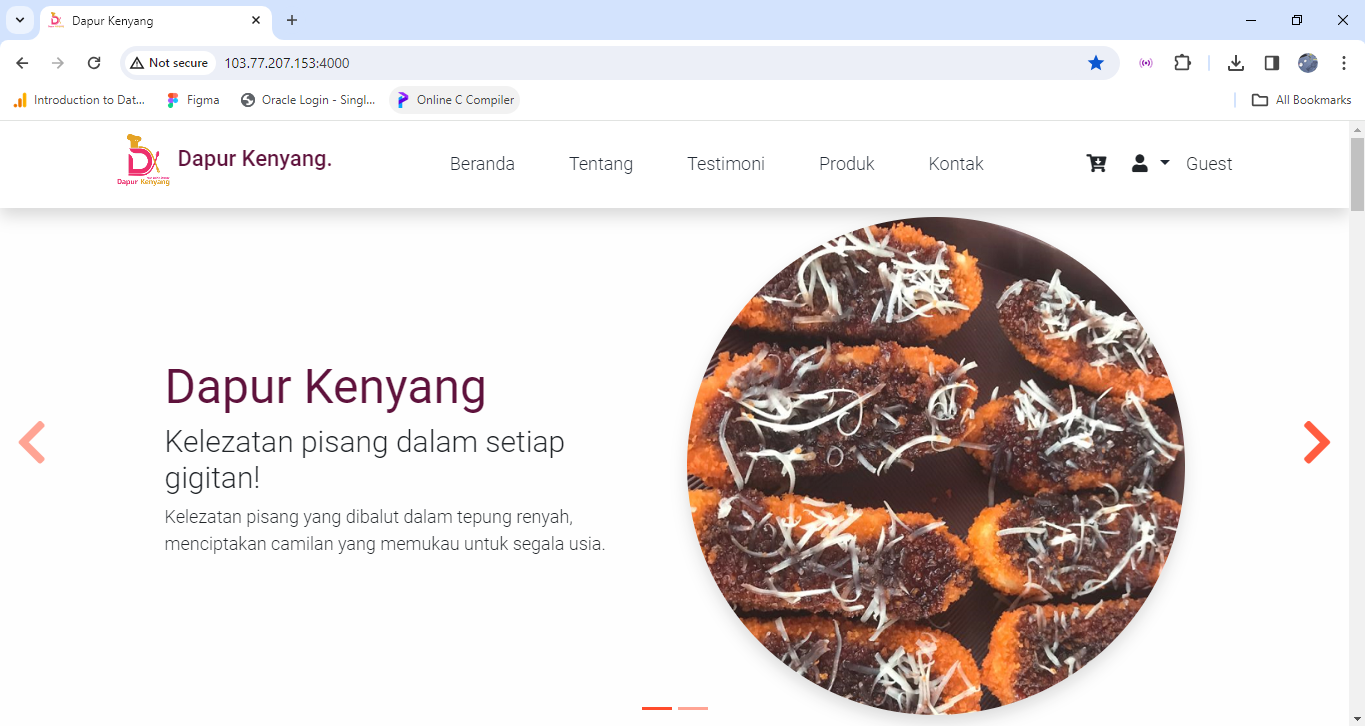 Dapur Kenyang
Not secure
103.77.207.153:4000
Introduction to Dat...
Figma
Oracle Login - Singl...
Online C Compiler
All Bookmarks
Dapur Kenyang
Dapur Kenyang.
Beranda
Tentang
Testimoni
Produk
Kontak
Guest
Dapur Kenyang
Kelezatan pisang dalam setiap
gigitan!
Kelezatan pisang yang dibalut dalam tepung renyah,
menciptakan camilan yang memukau untuk segala usia.